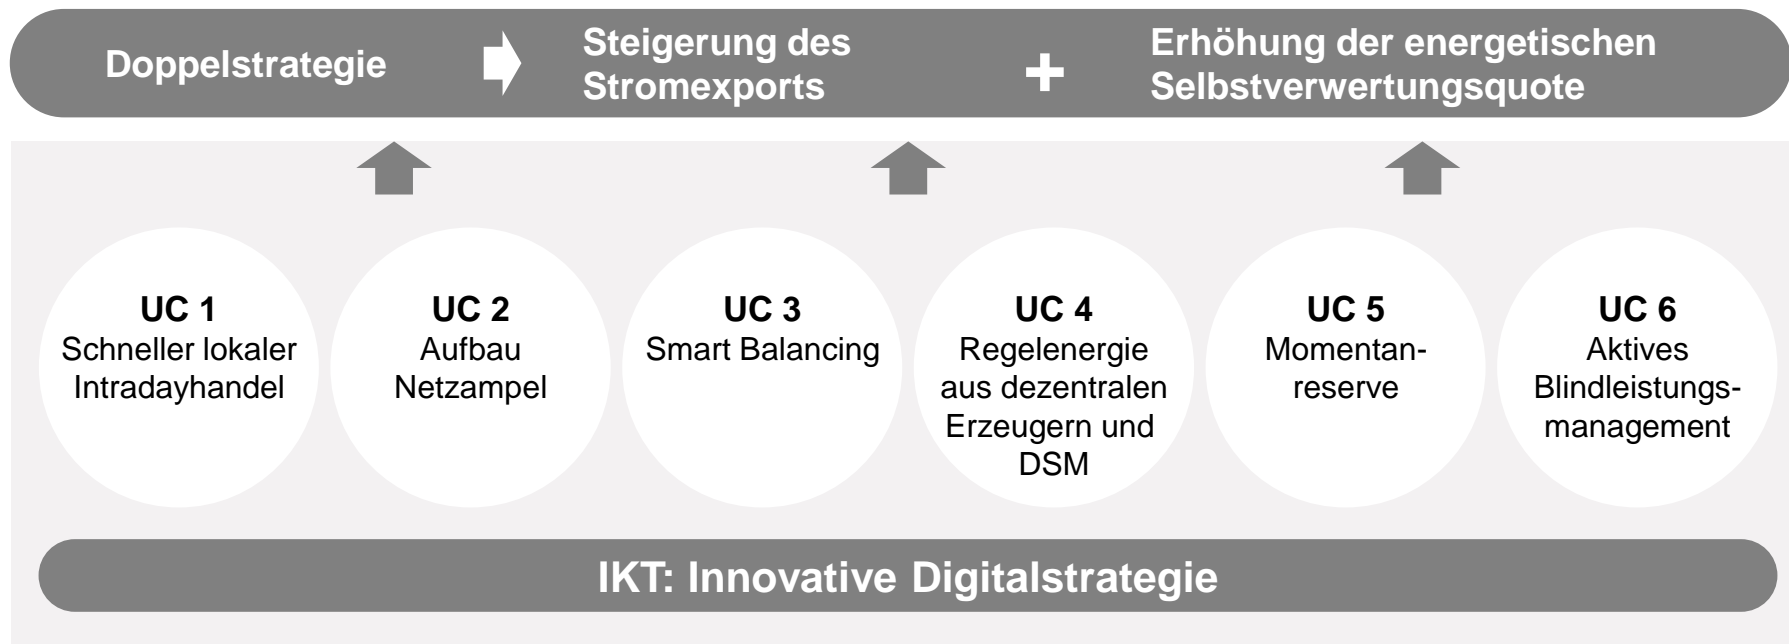 Doppelstrategie
Steigerung des
Stromexports
+
Erhöhung der energetischen
Selbstverwertungsquote
UC 1
Schneller lokaler
Intradayhandel
UC 2
Aufbau
Netzampel
UC 3
Smart Balancing
UC 4
Regelenergie
aus dezentralen
Erzeugern und
DSM
UC 5
Momentan-
reserve
UC 6
Aktives
Blindleistungs-
management
IKT: Innovative Digitalstrategie